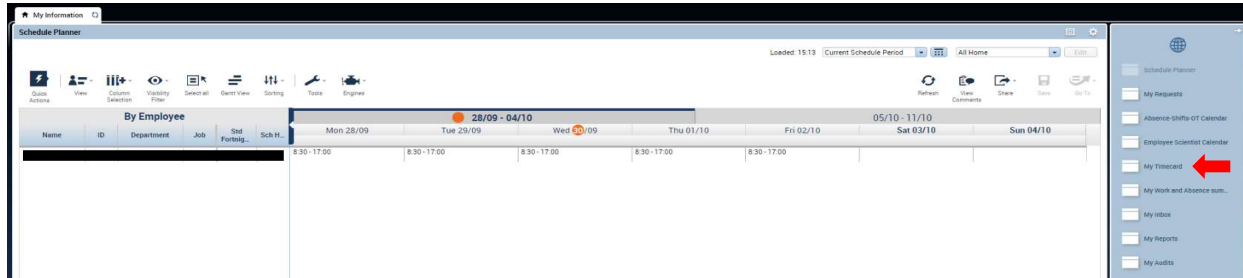 My Information
Schedule Planner
Loaded: 15:13 Current Schedule Period All Home Edit
Quick Actions
View
Column Selection
Visibility Filter
Select all
Gantt View
Sorting
Tools
Engines
Refresh
View Comments
Share
Save
Go To
By Employee 28/09 - 04/10 05/10 - 11/10
Name ID Department Job Std Fortnig... Sch H... Mon 28/09 Tue 29/09 Wed 30/09 Thu 01/10 Fri 02/10 Sat 03/10 Sun 04/10
8:30 - 17:00 8:30 - 17:00 8:30 - 17:00 8:30 - 17:00 8:30 - 17:00
Schedule Planner
My Requests
Absence-Shifts-GT Calendar
Employee Scientist Calendar
My Timecard
My Work and Absence sum...
My Inbox
My Reports
My Audits